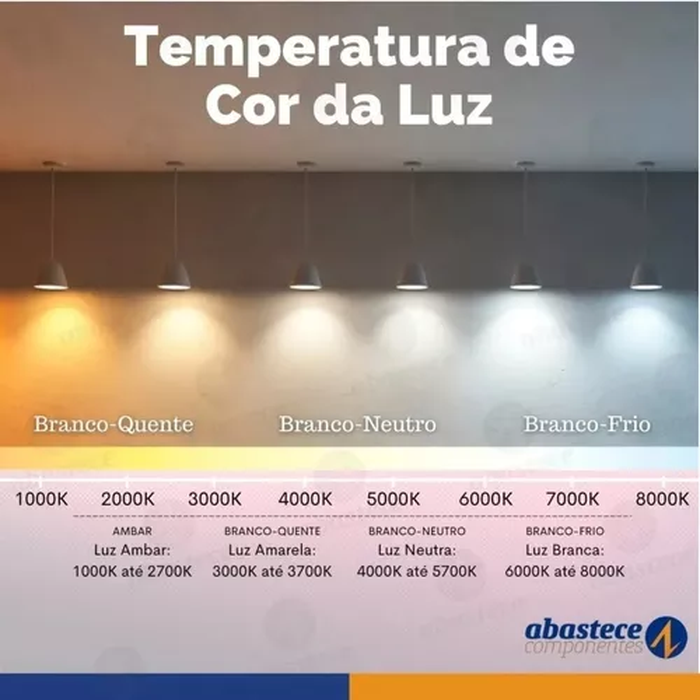 Temperatura de
Cor da Luz
Branco-Quente Branco-Neutro Branco-Frio
1000K 2000K 3000K 4000K 5000K 6000K 7000K 8000K
AMBAR BRANCO-QUENTE BRANCO-NEUTRO BRANCO-FRIO
Luz Ambar: Luz Amarela: Luz Neutra: Luz Branca:
1000K até 2700K 3000K até 3700K 4000K até 5700K 6000K até 8000K
abastece
componentes